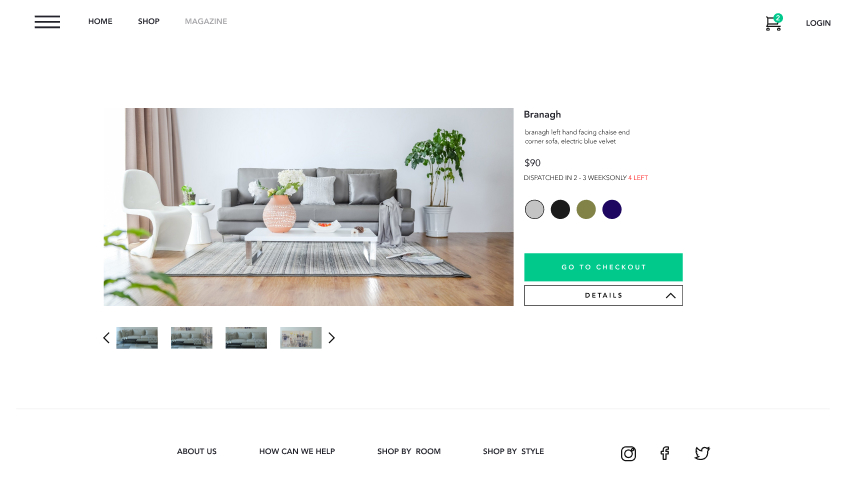 HOME SHOP MAGAZINE 2 LOGIN
Branagh
branagh left hand facing chaise end
corner sofa, electric blue velvet
$90
DISPATCHED IN 2 - 3 WEEKSONLY 4 LEFT
GO TO CHECKOUT
DETAILS
ABOUT US HOW CAN WE HELP SHOP BY ROOM SHOP BY STYLE